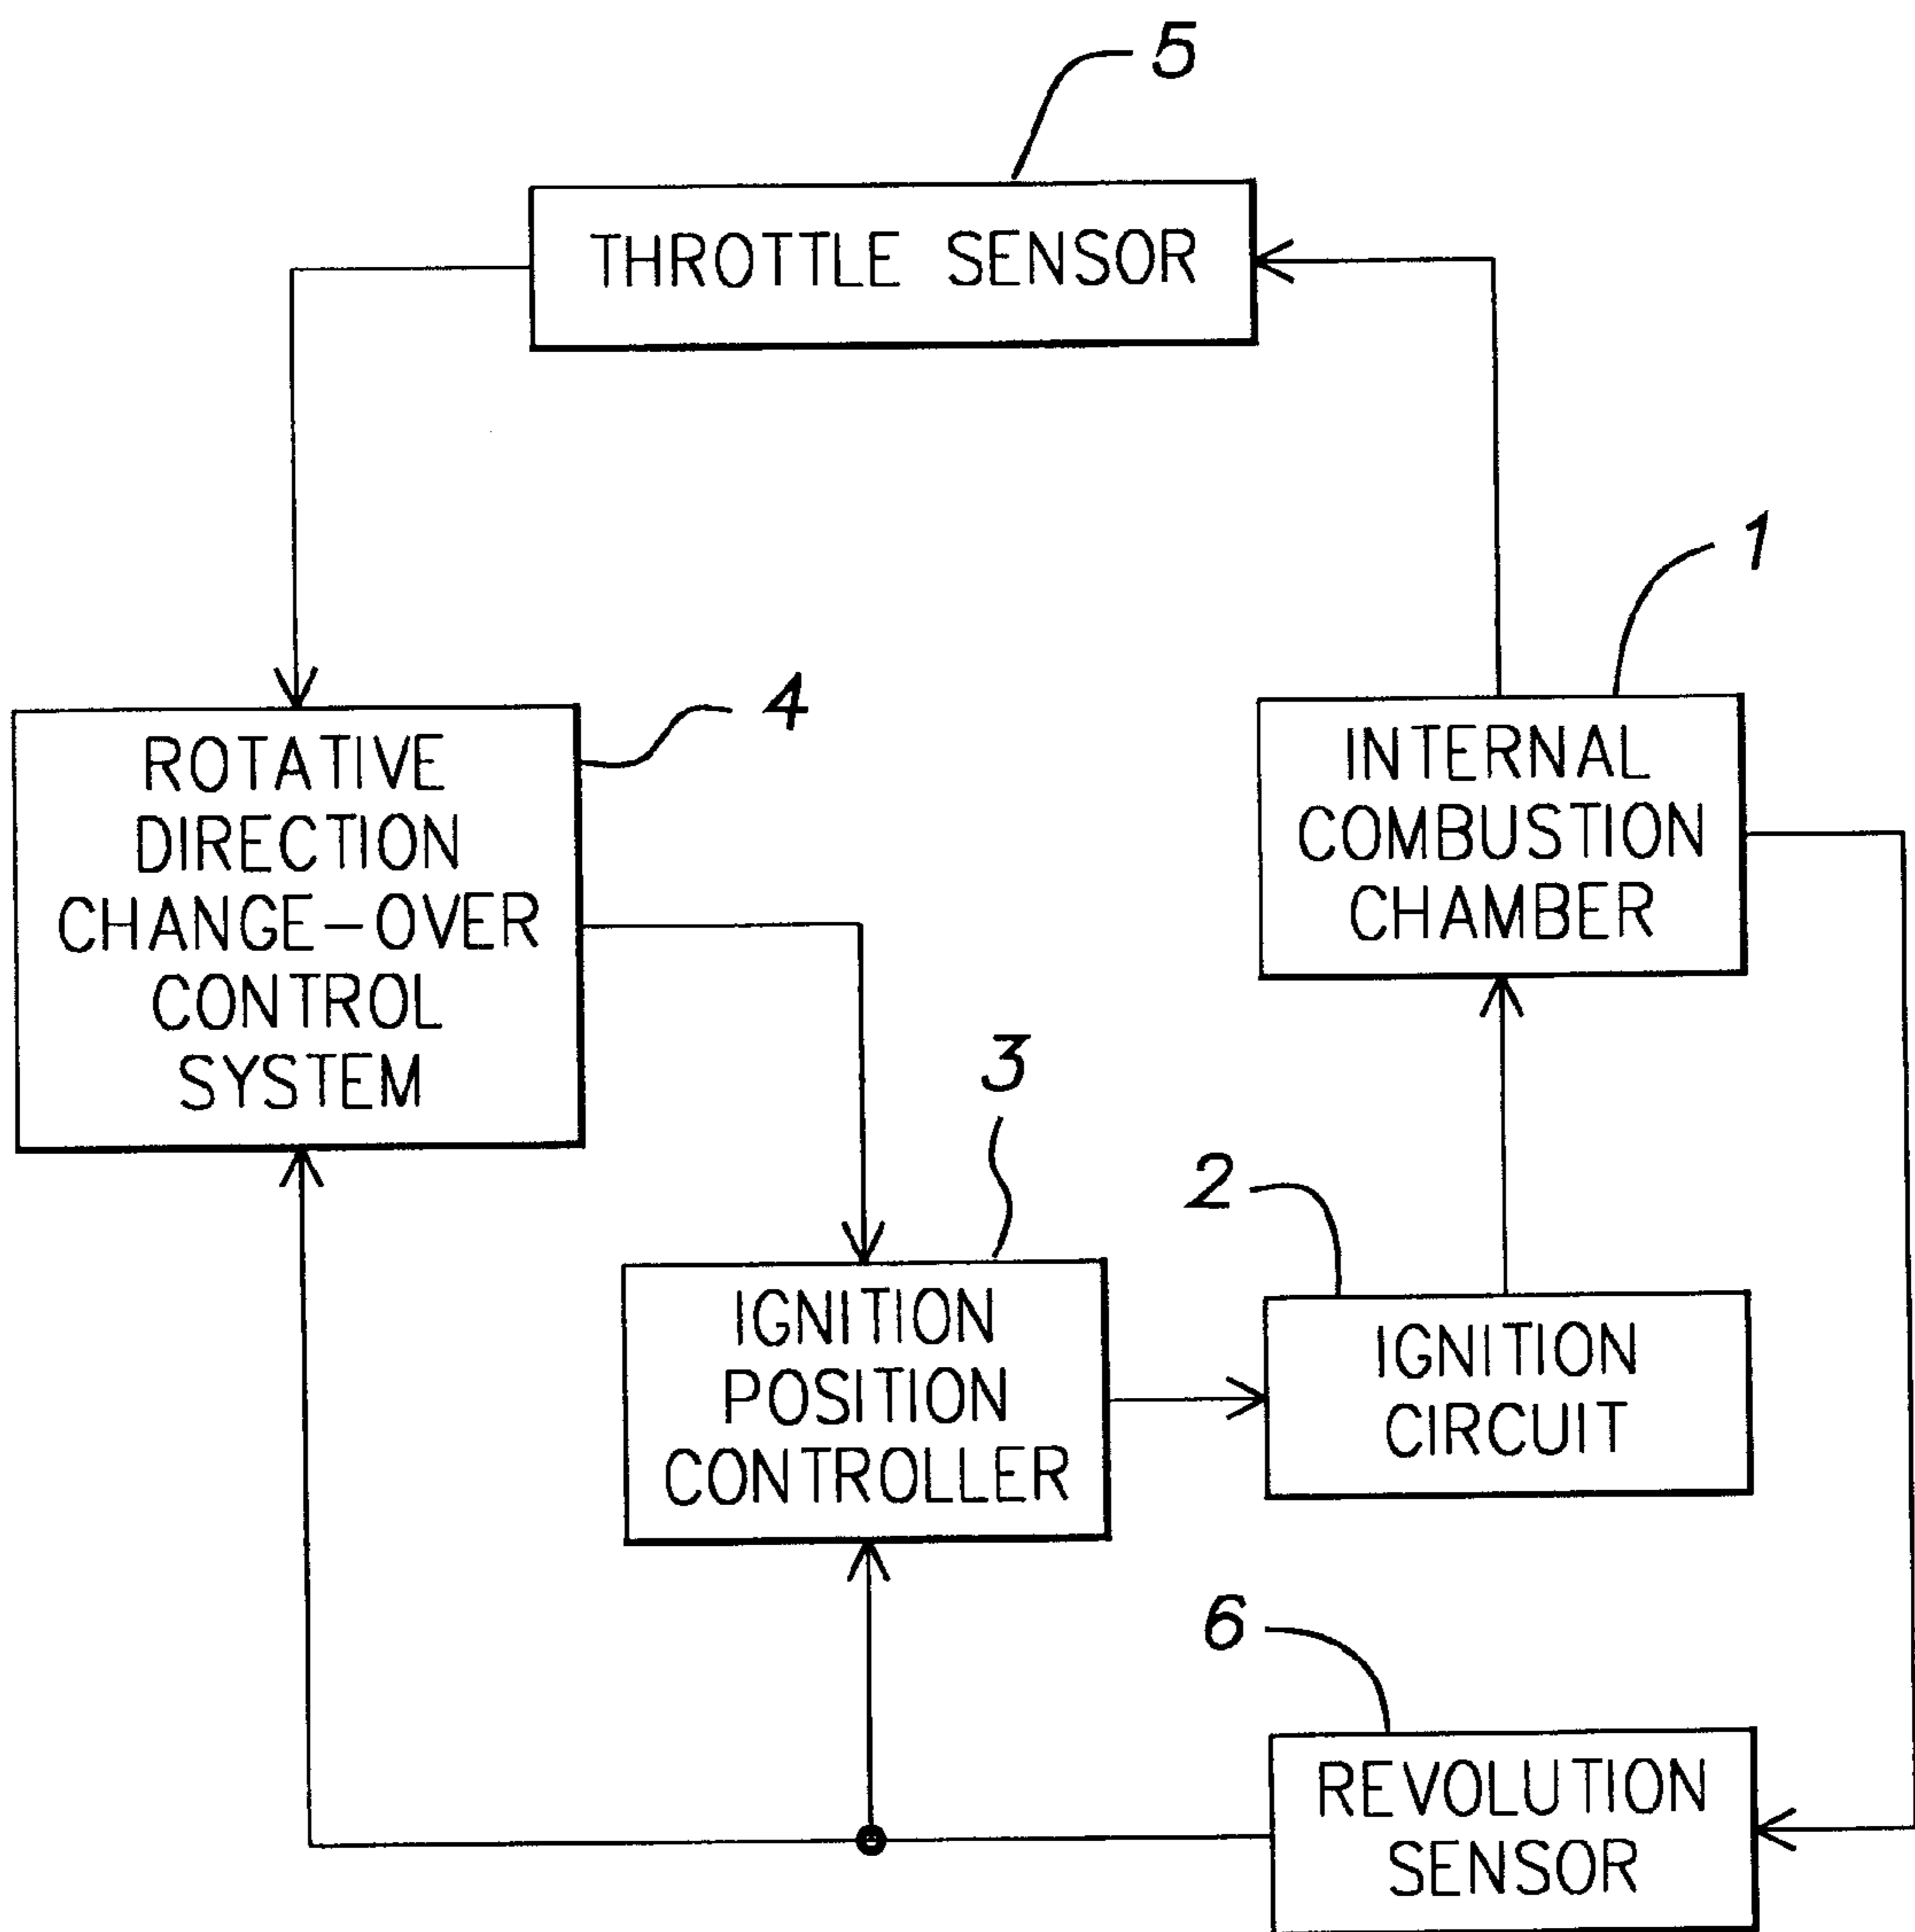 5
THROTTLE SENSOR
1
4
ROTATIVE
DIRECTION
CHANGE-OVER
CONTROL
SYSTEM
INTERNAL
COMBUSTION
CHAMBER
3
IGNITION
POSITION
CONTROLLER
2
IGNITION
CIRCUIT
6
REVOLUTION
SENSOR